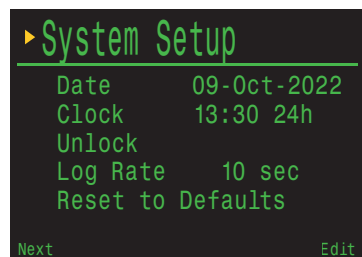 System Setup
Date 09-Oct-2022
Clock 13:30 24h
Unlock
Log Rate 10 sec
Reset to Defaults
Next Edit